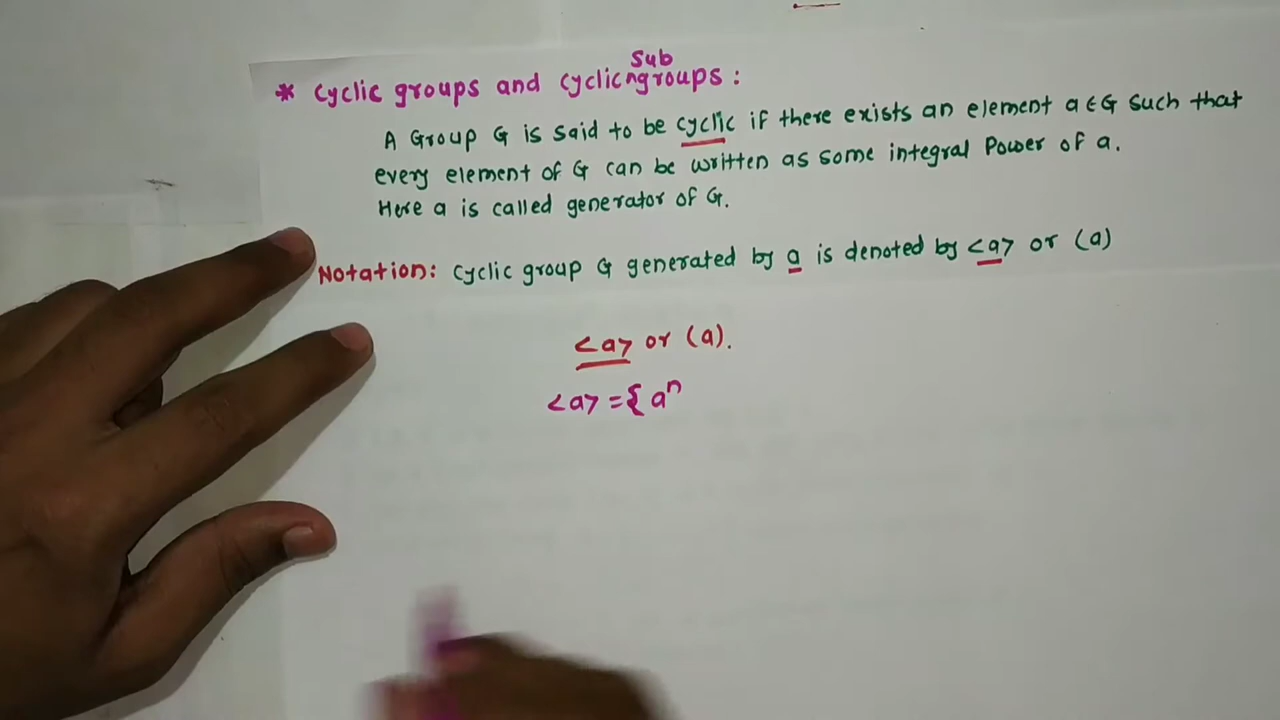 * Cyclic groups and cyclic ^Subgroups :
A Group G is said to be cyclic if there exists an element a∈G such that
every element of G can be written as some integral Power of a.
Here a is called generator of G.
Notation: Cyclic group G generated by a is denoted by <a> or (a)
<a> or (a).
<a> = { aⁿ